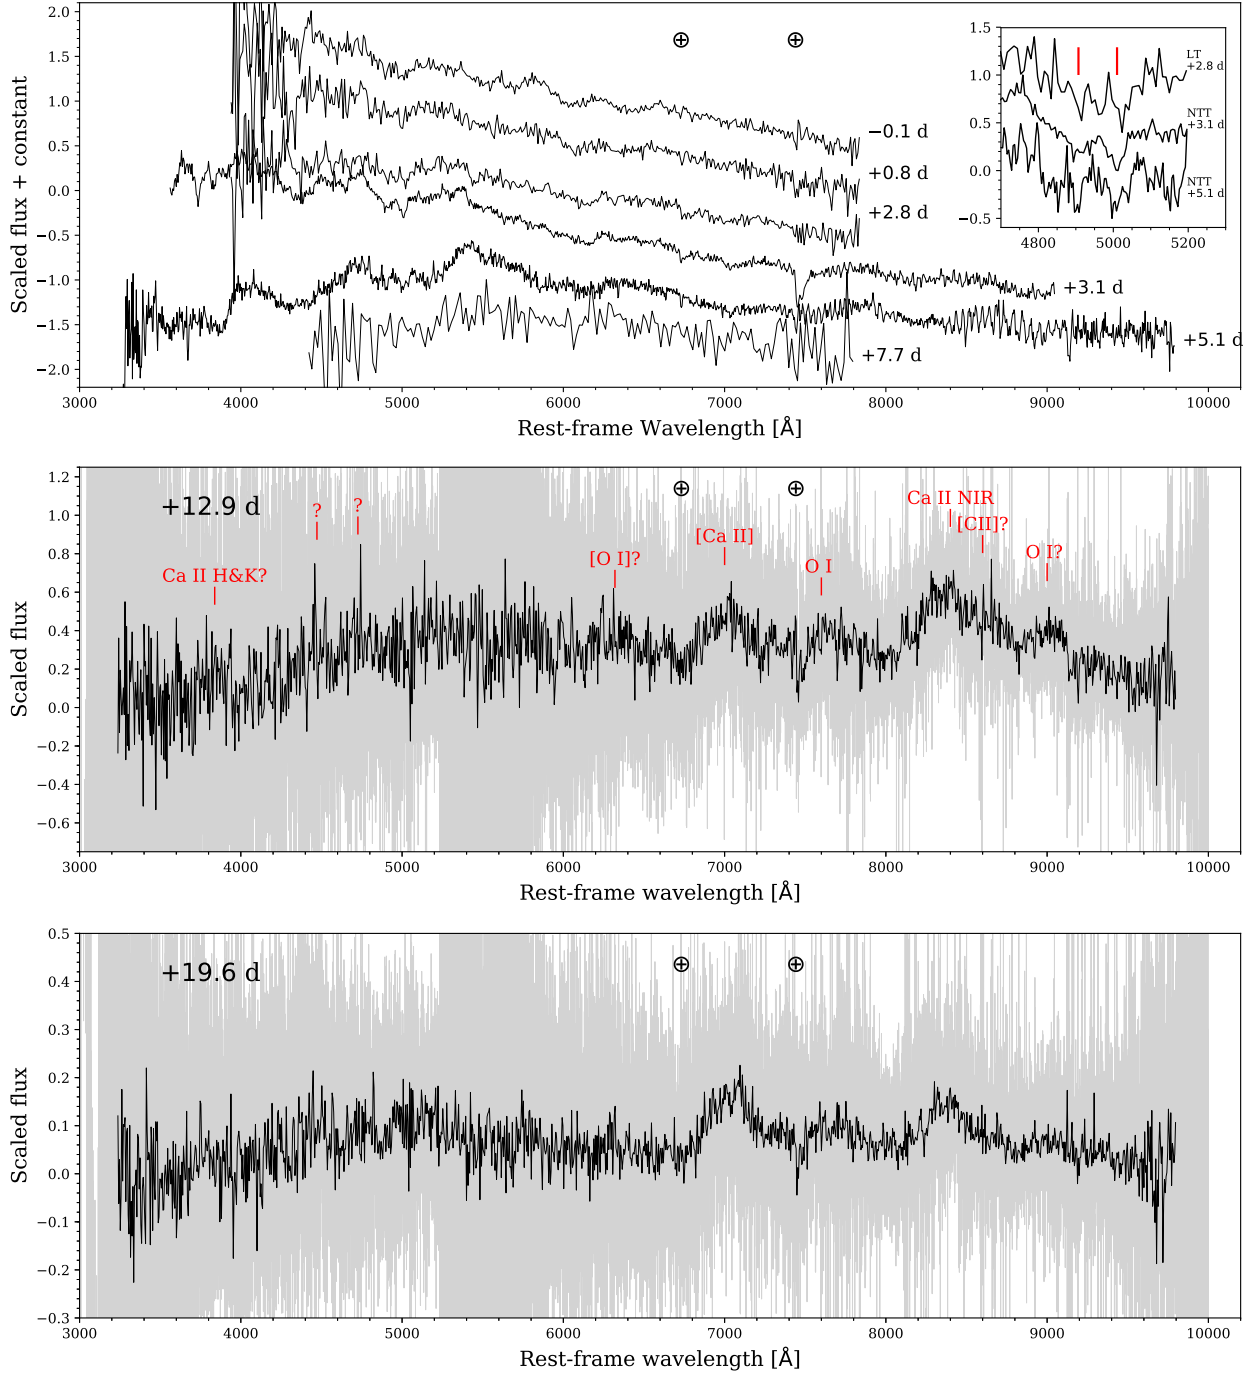 2.0
1.5
1.0
0.5
0.0
−0.5
−1.0
−1.5
−2.0
Scaled flux + constant
⊕ ⊕
−0.1 d
+0.8 d
+2.8 d
+3.1 d
+5.1 d
+7.7 d
1.5
1.0
0.5
0.0
−0.5
LT
+2.8 d
NTT
+3.1 d
NTT
+5.1 d
4800 5000 5200
3000 4000 5000 6000 7000 8000 9000 10000
Rest-frame Wavelength [Å]
1.2
1.0
0.8
0.6
0.4
0.2
0.0
−0.2
−0.4
−0.6
Scaled flux
+12.9 d
⊕ ⊕
Ca II H&K?
?
?
[O I]?
[Ca II]
O I
Ca II NIR
[CII]?
O I?
3000 4000 5000 6000 7000 8000 9000 10000
Rest-frame wavelength [Å]
0.5
0.4
0.3
0.2
0.1
0.0
−0.1
−0.2
−0.3
Scaled flux
+19.6 d
⊕ ⊕
3000 4000 5000 6000 7000 8000 9000 10000
Rest-frame wavelength [Å]